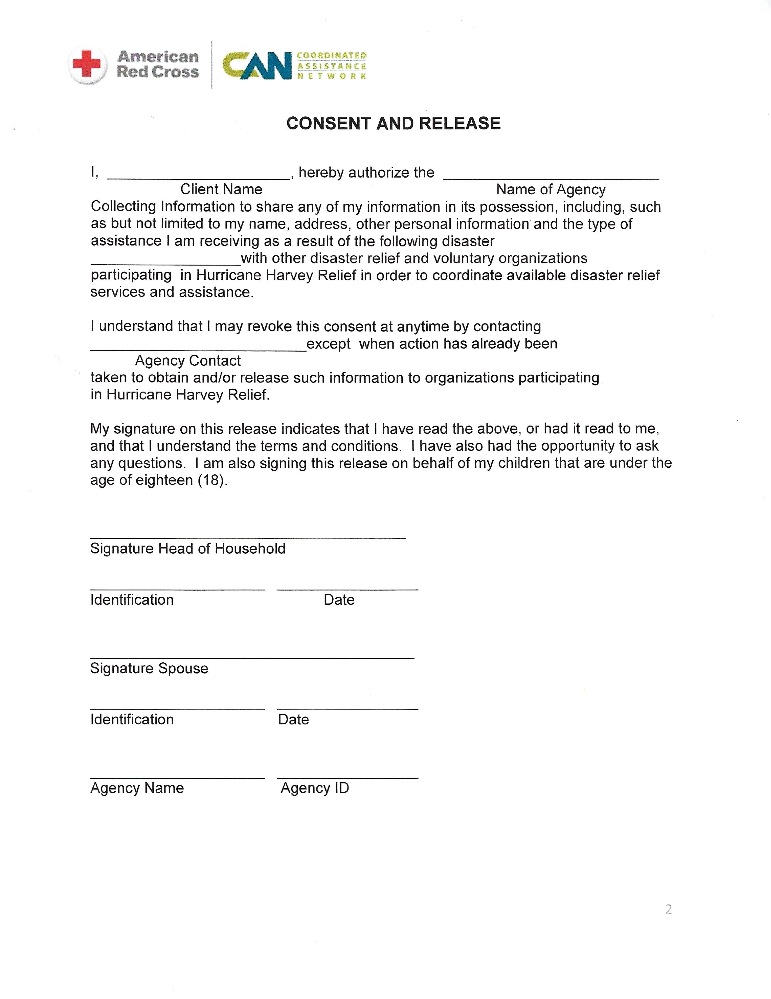 American
Red Cross
CAN
COORDINATED
ASSISTANCE
NETWORK
CONSENT AND RELEASE
I, ______________________, hereby authorize the __________________________
Client Name Name of Agency
Collecting Information to share any of my information in its possession, including, such
as but not limited to my name, address, other personal information and the type of
assistance I am receiving as a result of the following disaster
__________________with other disaster relief and voluntary organizations
participating in Hurricane Harvey Relief in order to coordinate available disaster relief
services and assistance.
I understand that I may revoke this consent at anytime by contacting
__________________________except when action has already been
Agency Contact
taken to obtain and/or release such information to organizations participating
in Hurricane Harvey Relief.
My signature on this release indicates that I have read the above, or had it read to me,
and that I understand the terms and conditions. I have also had the opportunity to ask
any questions. I am also signing this release on behalf of my children that are under the
age of eighteen (18).
Signature Head of Household
Identification Date
Signature Spouse
Identification Date
Agency Name Agency ID
2